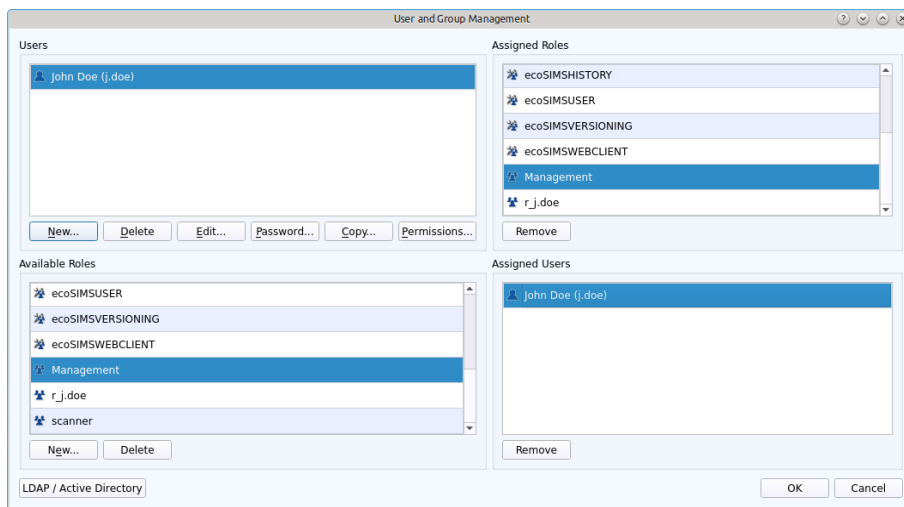 User and Group Management
Users
John Doe (j.doe)
New...
Delete
Edit...
Password...
Copy...
Permissions...
Assigned Roles
ecoSIMSHISTORY
ecoSIMSUSER
ecoSIMSVERSIONING
ecoSIMSWEBCLIENT
Management
r_j.doe
Remove
Available Roles
ecoSIMSUSER
ecoSIMSVERSIONING
ecoSIMSWEBCLIENT
Management
r_j.doe
scanner
New...
Delete
Assigned Users
John Doe (j.doe)
Remove
LDAP / Active Directory
OK
Cancel